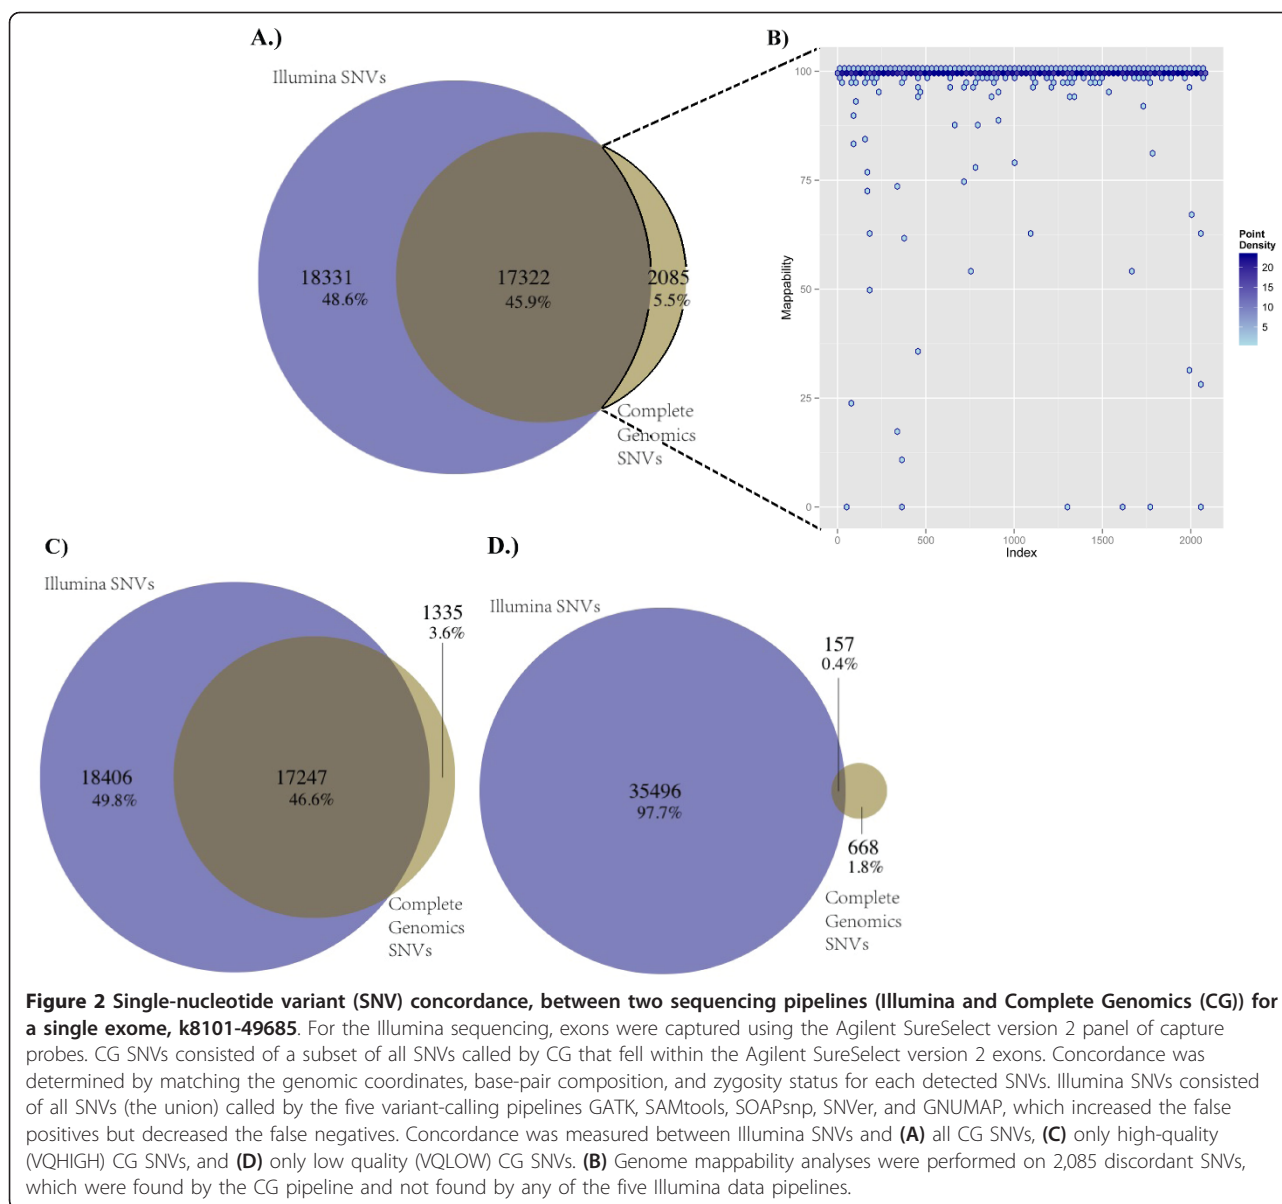 A.)
Illumina SNVs
18331
48.6%
17322
45.9%
2085
5.5%
Complete
Genomics
SNVs
B)
100
75
50
25
0
Mappability
0
500
1000
1500
2000
Index
Point
Density
20
15
10
5
C)
Illumina SNVs
1335
3.6%
18406
49.8%
17247
46.6%
Complete
Genomics
SNVs
D.)
Illumina SNVs
157
0.4%
35496
97.7%
668
1.8%
Complete
Genomics
SNVs
Figure 2 Single-nucleotide variant (SNV) concordance, between two sequencing pipelines (Illumina and Complete Genomics (CG)) for
a single exome, k8101-49685. For the Illumina sequencing, exons were captured using the Agilent SureSelect version 2 panel of capture
probes. CG SNVs consisted of a subset of all SNVs called by CG that fell within the Agilent SureSelect version 2 exons. Concordance was
determined by matching the genomic coordinates, base-pair composition, and zygosity status for each detected SNVs. Illumina SNVs consisted
of all SNVs (the union) called by the five variant-calling pipelines GATK, SAMtools, SOAPsnp, SNVer, and GNUMAP, which increased the false
positives but decreased the false negatives. Concordance was measured between Illumina SNVs and (A) all CG SNVs, (C) only high-quality
(VQHIGH) CG SNVs, and (D) only low quality (VQLOW) CG SNVs. (B) Genome mappability analyses were performed on 2,085 discordant SNVs,
which were found by the CG pipeline and not found by any of the five Illumina data pipelines.